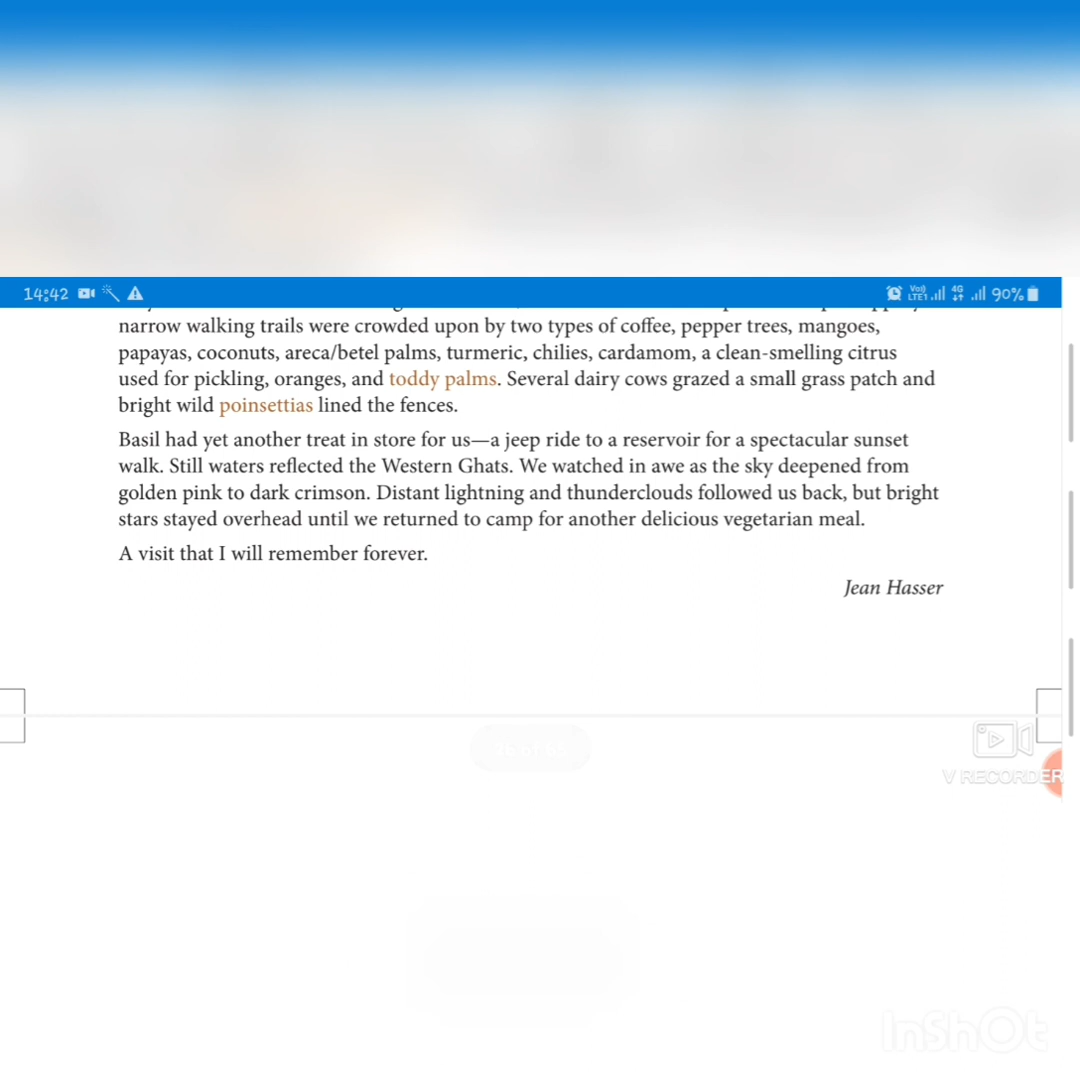 14:42
90%
narrow walking trails were crowded upon by two types of coffee, pepper trees, mangoes,
papayas, coconuts, areca/betel palms, turmeric, chilies, cardamom, a clean-smelling citrus
used for pickling, oranges, and toddy palms. Several dairy cows grazed a small grass patch and
bright wild poinsettias lined the fences.
Basil had yet another treat in store for us—a jeep ride to a reservoir for a spectacular sunset
walk. Still waters reflected the Western Ghats. We watched in awe as the sky deepened from
golden pink to dark crimson. Distant lightning and thunderclouds followed us back, but bright
stars stayed overhead until we returned to camp for another delicious vegetarian meal.
A visit that I will remember forever.
Jean Hasser
V RECORDER
InShOt